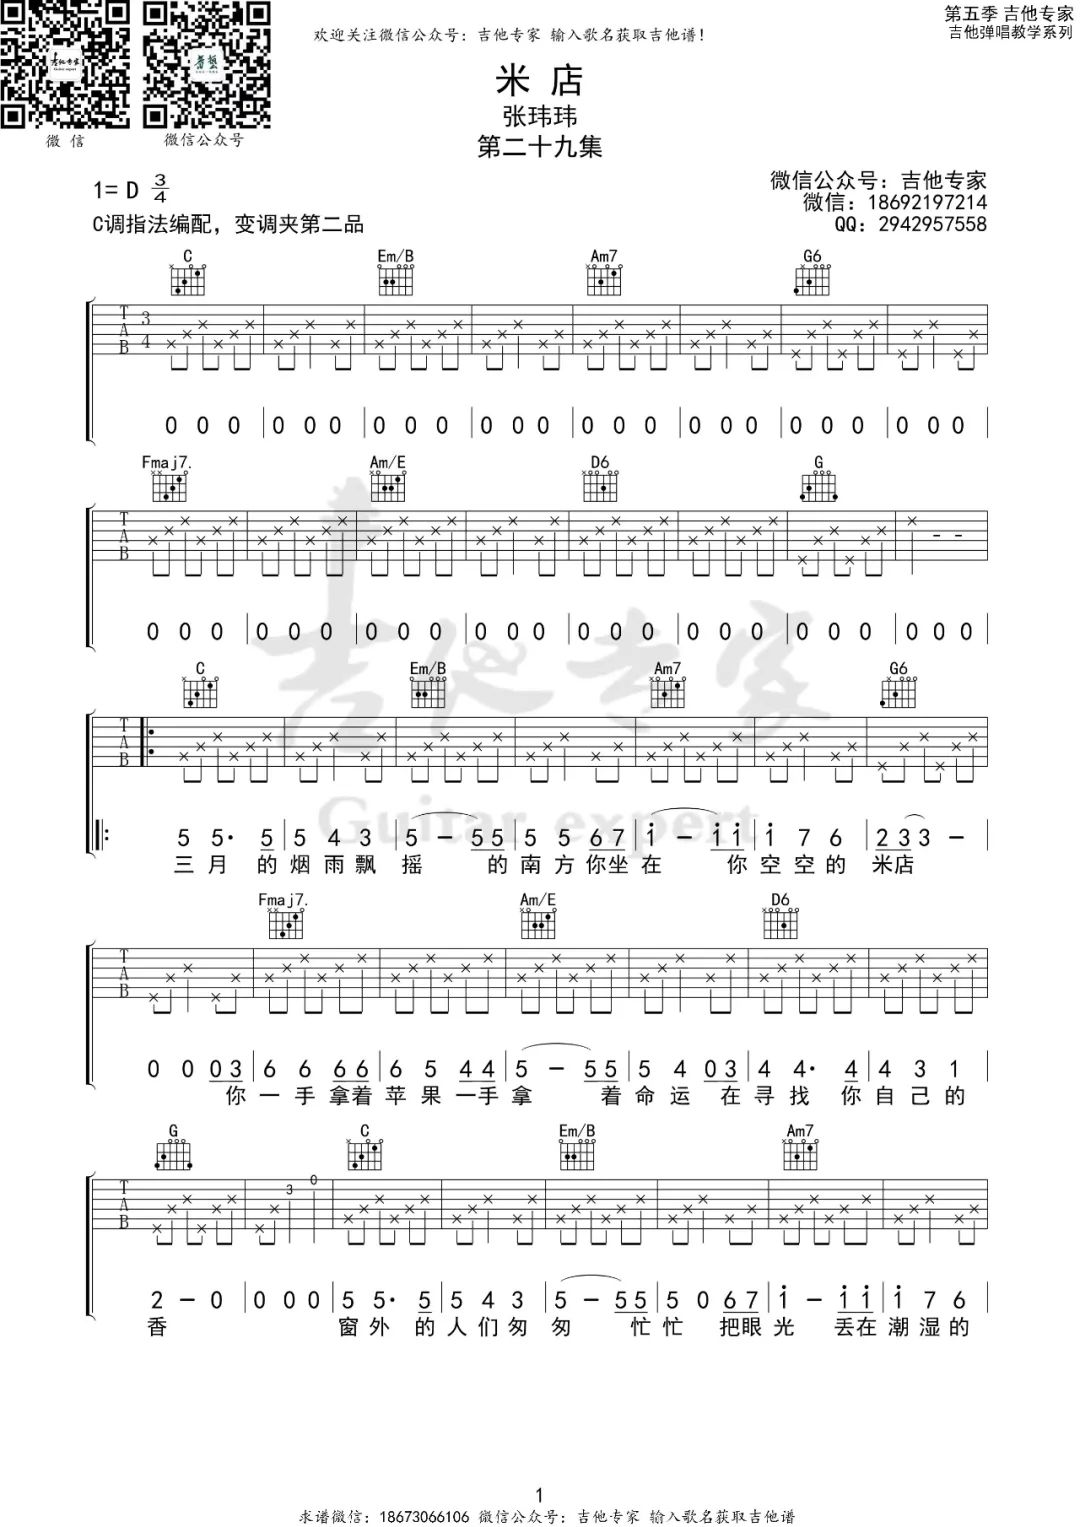 欢迎关注微信公众号：吉他专家 输入歌名获取吉他谱！
第五季 吉他专家
吉他弹唱教学系列
微 信
微信公众号
米 店
张玮玮
第二十九集
1= D 3/4
C调指法编配，变调夹第二品
微信公众号：吉他专家
微信：18692197214
QQ：2942957558
C Em/B Am7 G6
T A B 3 4
0 0 0 | 0 0 0 | 0 0 0 | 0 0 0 | 0 0 0 | 0 0 0 | 0 0 0 | 0 0 0
Fmaj7. Am/E D6 G
T A B
0 0 0 | 0 0 0 | 0 0 0 | 0 0 0 | 0 0 0 | 0 0 0 | 0 0 0 | 0 0 0
吉他专家
Guitar expert
C Em/B Am7 G6
T A B
5 5· 5 | 5 4 3 | 5 – 55 | 5 5 67 | i – ii | i 7 6 | 23 3 –
三 月 的 烟 雨 飘 摇 的 南 方 你坐 在 你 空 空 的 米店
Fmaj7. Am/E D6
T A B
0 0 03 | 6 6 66 | 6 5 44 | 5 – 55 | 5 4 03 | 4 4· 4 | 4 3 1
你 一 手 拿着 苹 果 一手 拿 着 命 运 在 寻 找 你 自 己 的
G C Em/B Am7
T A B 3 0
2 – 0 | 0 0 0 | 5 5· 5 | 5 4 3 | 5 – 55 | 5 0 67 | i – ii | i 7 6
香 窗 外 的 人 们 匆 匆 忙 忙 把眼 光 丢在 潮 湿 的
1
求谱微信：18673066106 微信公众号：吉他专家 输入歌名获取吉他谱